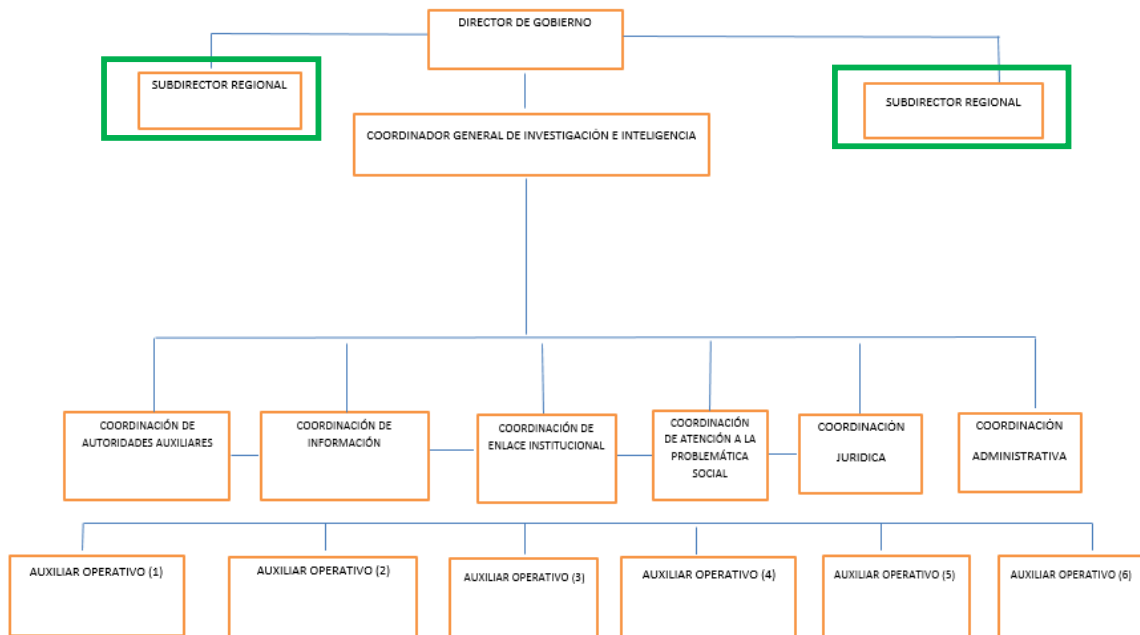 DIRECTOR DE GOBIERNO
SUBDIRECTOR REGIONAL
SUBDIRECTOR REGIONAL
COORDINADOR GENERAL DE INVESTIGACIÓN E INTELIGENCIA
COORDINACIÓN DE
AUTORIDADES AUXILIARES
COORDINACIÓN DE
INFORMACIÓN
COORDINACIÓN DE
ENLACE INSTITUCIONAL
COORDINACIÓN
DE ATENCIÓN A LA
PROBLEMÁTICA
SOCIAL
COORDINACIÓN
JURIDICA
COORDINACIÓN
ADMINISTRATIVA
AUXILIAR OPERATIVO (1)
AUXILIAR OPERATIVO (2)
AUXILIAR OPERATIVO (3)
AUXILIAR OPERATIVO (4)
AUXILIAR OPERATIVO (5)
AUXILIAR OPERATIVO (6)